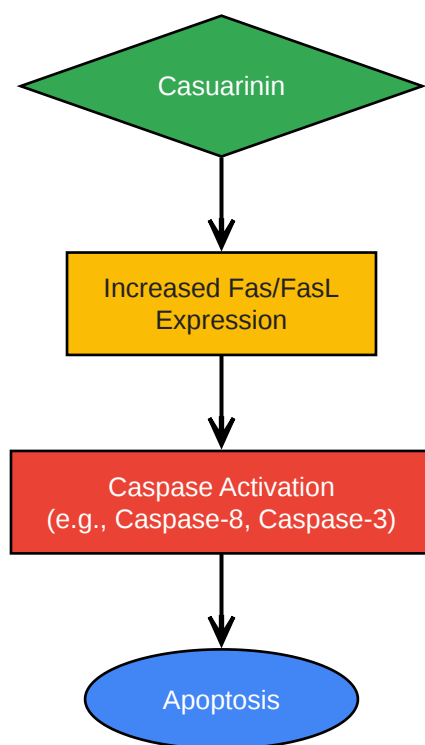 Casuarinin
Increased Fas/FasL
Expression
Caspase Activation
(e.g., Caspase-8, Caspase-3)
Apoptosis